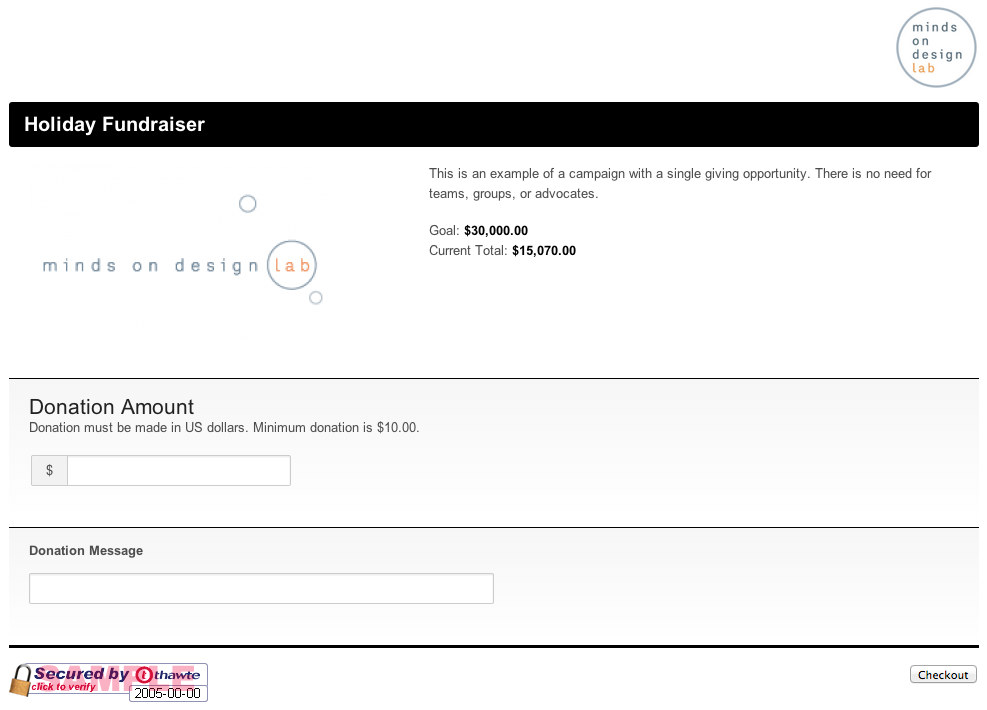 minds
on
design
lab
Holiday Fundraiser
This is an example of a campaign with a single giving opportunity. There is no need for
teams, groups, or advocates.
Goal: $30,000.00
Current Total: $15,070.00
minds on design lab
Donation Amount
Donation must be made in US dollars. Minimum donation is $10.00.
$
Donation Message
SAMPLE
Secured by thawte
click to verify
2005-00-00
Checkout